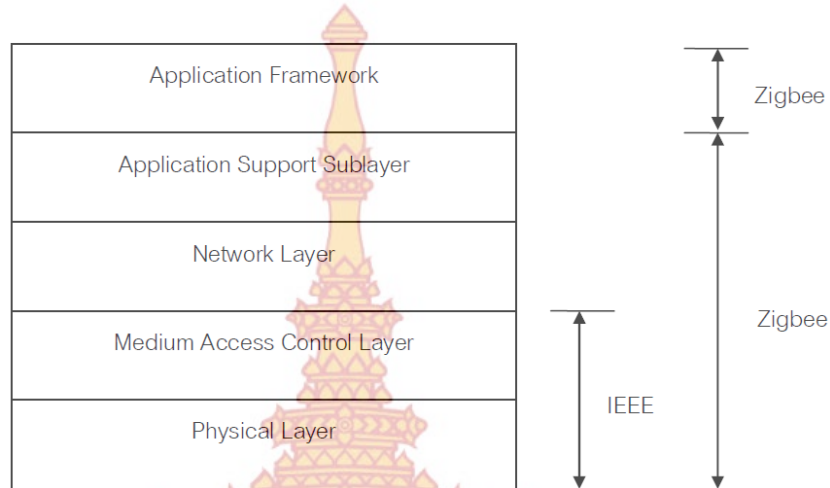 Application Framework
Zigbee
Application Support Sublayer
Network Layer
Zigbee
Medium Access Control Layer
IEEE
Physical Layer